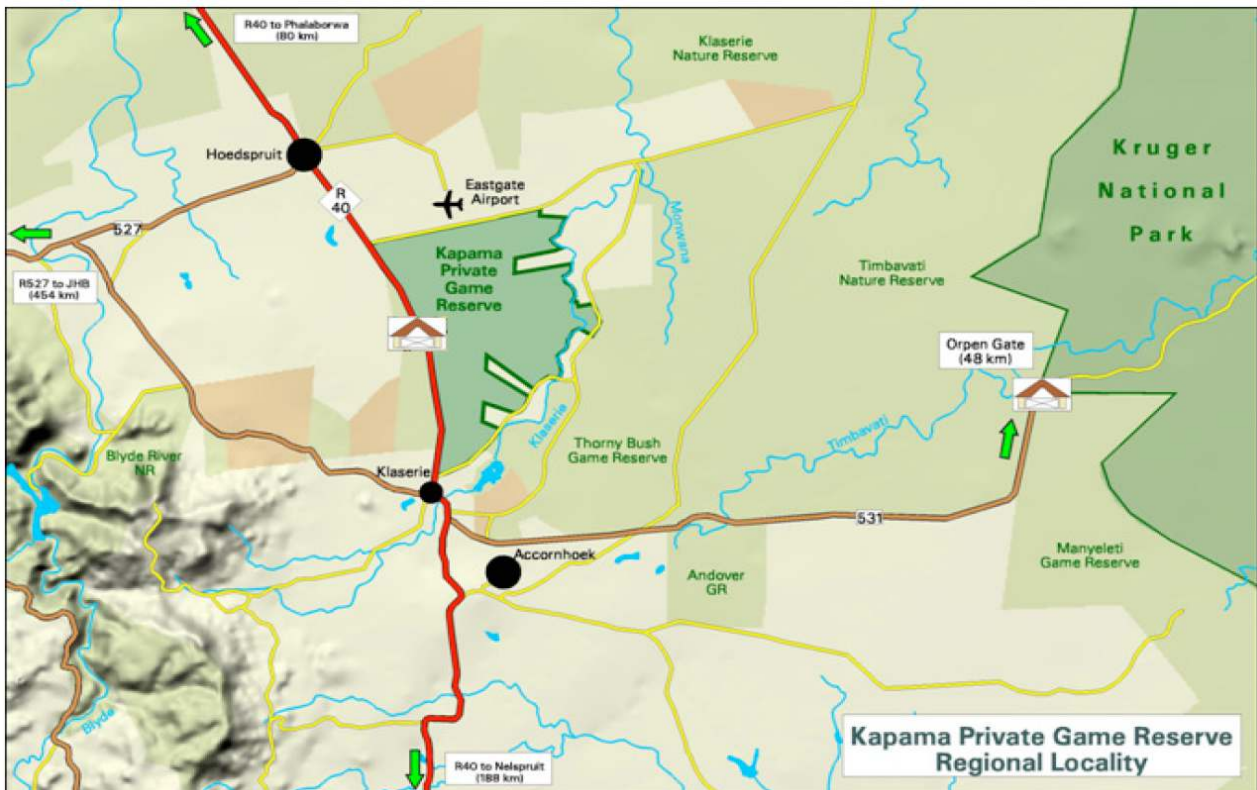 R40 to Phalaborwa
(80 km)
Klaserie
Nature Reserve
Hoedspruit
Kruger
National
Park
R
40
Eastgate
Airport
527
Monwana
Kapama
Private
Game
Reserve
R527 to JHB
(454 km)
Timbavati
Nature Reserve
Orpen Gate
(48 km)
Klaserie
Timbavati
Thorny Bush
Game Reserve
Blyde River
NR
Klaserie
531
Accornhoek
Manyeleti
Game Reserve
Andover
GR
Blyde
Kapama Private Game Reserve
Regional Locality
R40 to Nelspruit
(188 km)